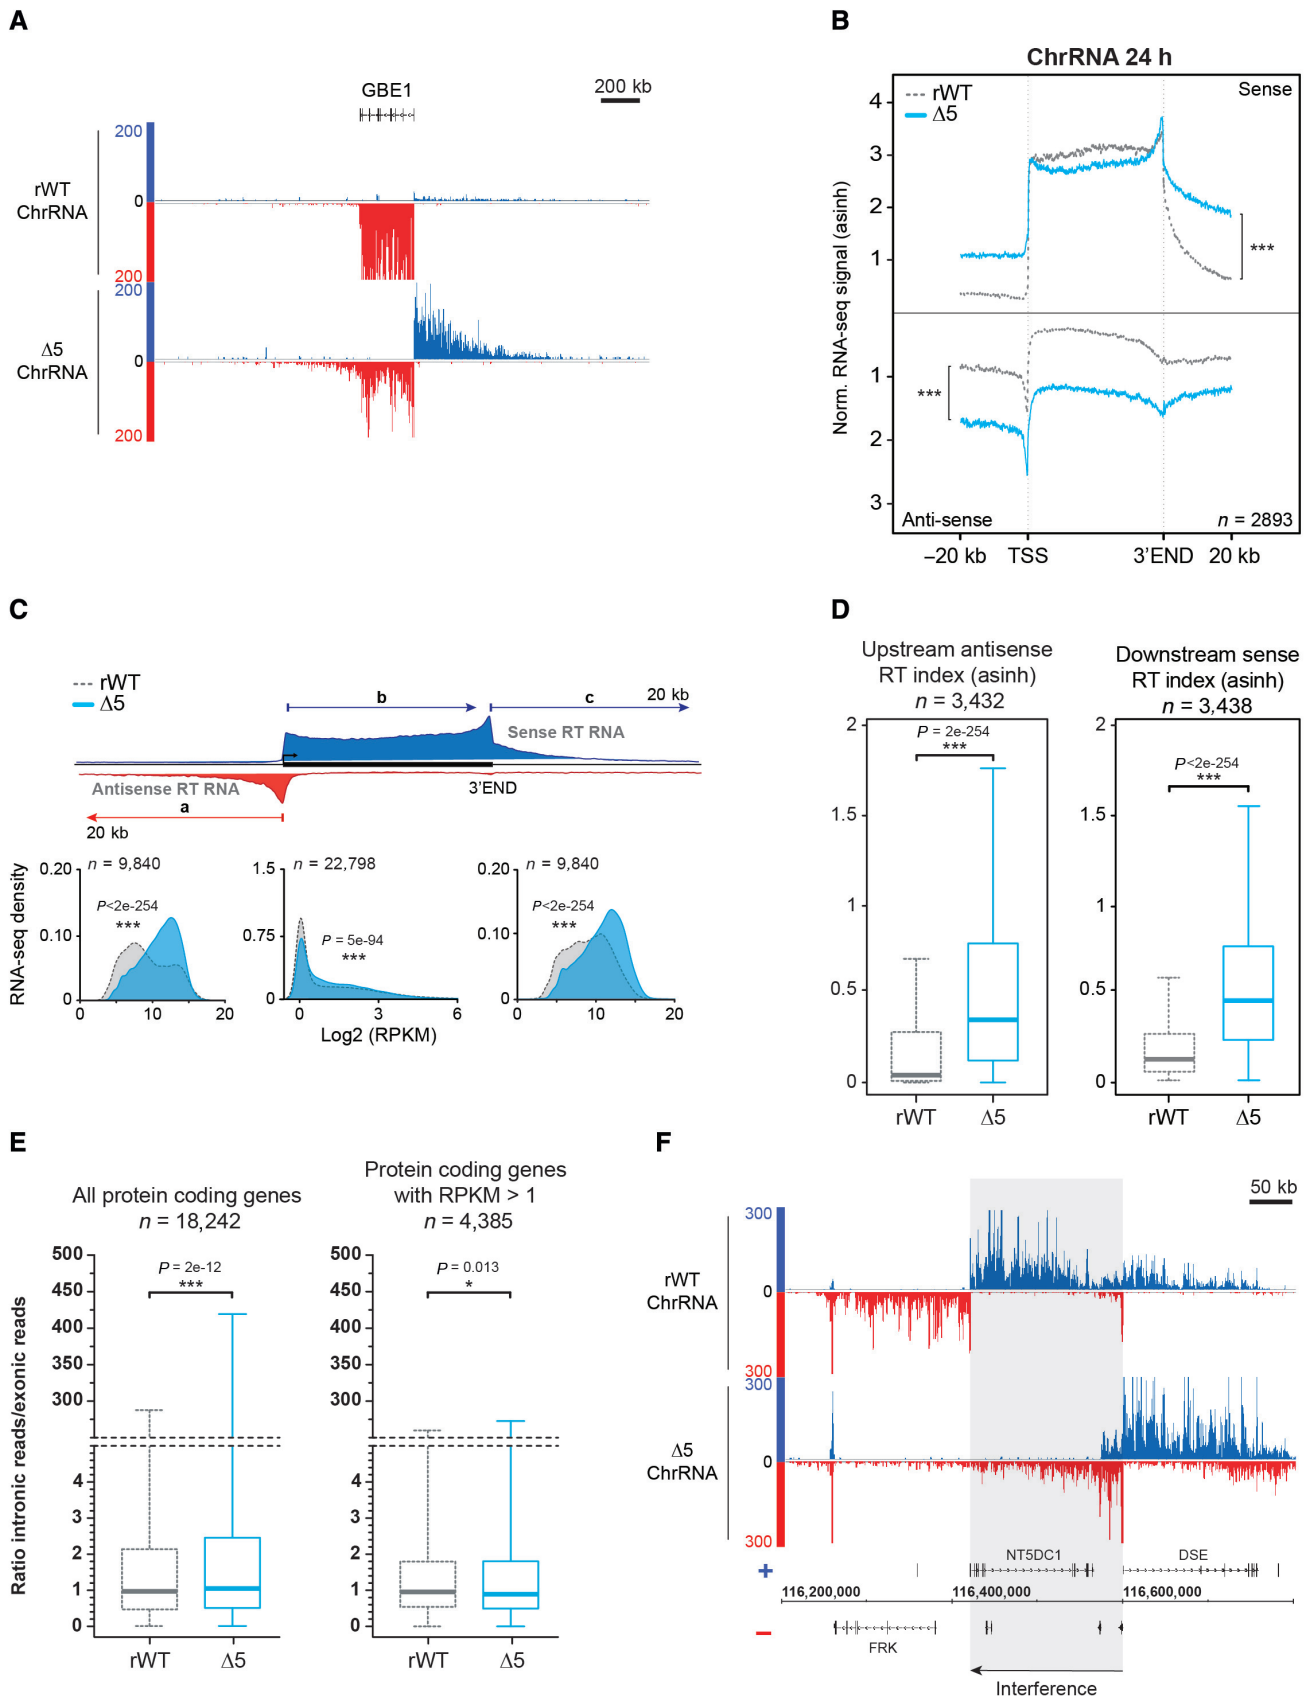 A
GBE1
200 kb
200
0
rWT
ChrRNA
200
200
Δ5
ChrRNA
0
200
B
ChrRNA 24 h
rWT
Δ5
Sense
Norm. RNA-seq signal (asinh)
4
3
2
1
***
1
2
3
***
Anti-sense
n = 2893
–20 kb
TSS
3'END
20 kb
C
rWT
Δ5
b
c
20 kb
Sense RT RNA
Antisense RT RNA
3'END
a
20 kb
RNA-seq density
n = 9,840
0.20
0.10
0
P<2e-254
***
0
10
20
n = 22,798
1.5
0.75
0
P = 5e-94
***
0
3
6
Log2 (RPKM)
n = 9,840
0.20
0.10
0
P<2e-254
***
0
10
20
D
Upstream antisense
RT index (asinh)
n = 3,432
2
1.5
1
0.5
0
P = 2e-254
***
rWT
Δ5
Downstream sense
RT index (asinh)
n = 3,438
2
1.5
1
0.5
0
P<2e-254
***
rWT
Δ5
E
Ratio intronic reads/exonic reads
All protein coding genes
n = 18,242
500
450
400
350
300
4
3
2
1
0
P = 2e-12
***
rWT
Δ5
Protein coding genes
with RPKM > 1
n = 4,385
500
450
400
350
300
4
3
2
1
0
P = 0.013
*
rWT
Δ5
F
50 kb
300
0
rWT
ChrRNA
300
300
0
Δ5
ChrRNA
300
NT5DC1
DSE
+
116,200,000
116,400,000
116,600,000
–
FRK
Interference